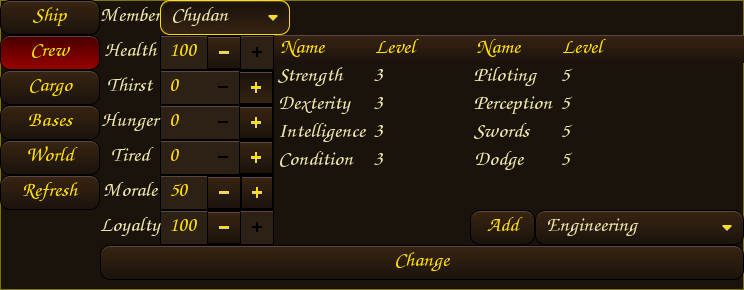 Ship Member Chydan
Crew Health 100 − + Name Level Name Level
Strength 3 Piloting 5
Cargo Thirst 0 − +
Dexterity 3 Perception 5
Bases Hunger 0 − +
Intelligence 3 Swords 5
World Tired 0 − +
Condition 3 Dodge 5
Refresh Morale 50 − +
Loyalty 100 − + Add Engineering
Change